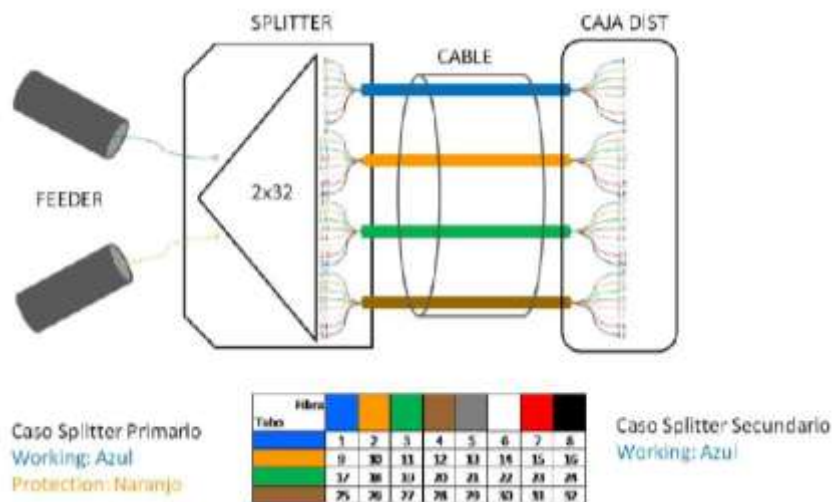 SPLITTER
CAJA DIST
CABLE
FEEDER
2x32
Caso Splitter Primario
Working: Azul
Protection: Naranjo
Fibra
Tubo
1 2 3 4 5 6 7 8
9 10 11 12 13 14 15 16
17 18 19 20 21 22 23 24
25 26 27 28 29 30 31 32
Caso Splitter Secundario
Working: Azul